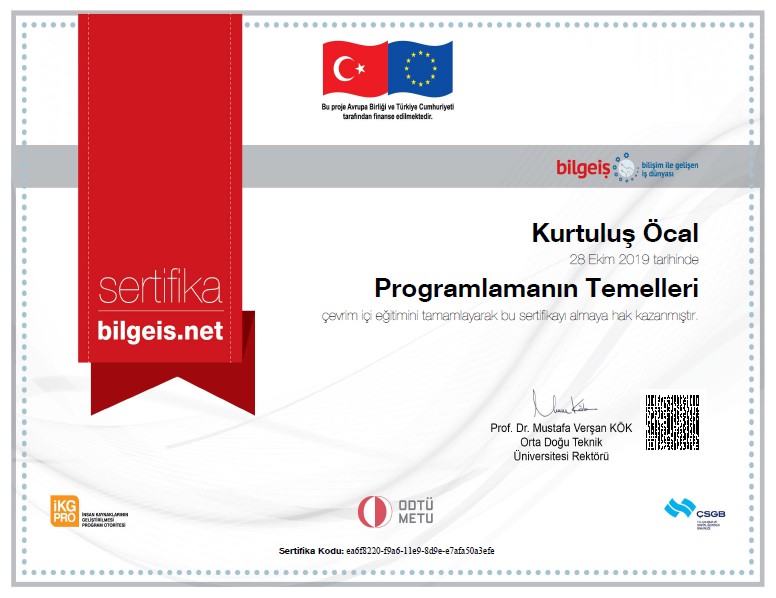 Bu proje Avrupa Birliği ve Türkiye Cumhuriyeti
tarafından finanse edilmektedir.
bilgeiş
bilişim ile gelişen
iş dünyası
Kurtuluş Öcal
28 Ekim 2019 tarihinde
Programlamanın Temelleri
çevrim içi eğitimini tamamlayarak bu sertifikayı almaya hak kazanmıştır.
sertifika
bilgeis.net
Prof. Dr. Mustafa Verşan KÖK
Orta Doğu Teknik
Üniversitesi Rektörü
iKG
PRO
İNSAN KAYNAKLARININ
GELİŞTİRİLMESİ
PROGRAM OTORİTESİ
ODTÜ
METU
ÇSGB
Sertifika Kodu: ea6f8220-f9a6-11e9-8d9e-e7afa50a3efe